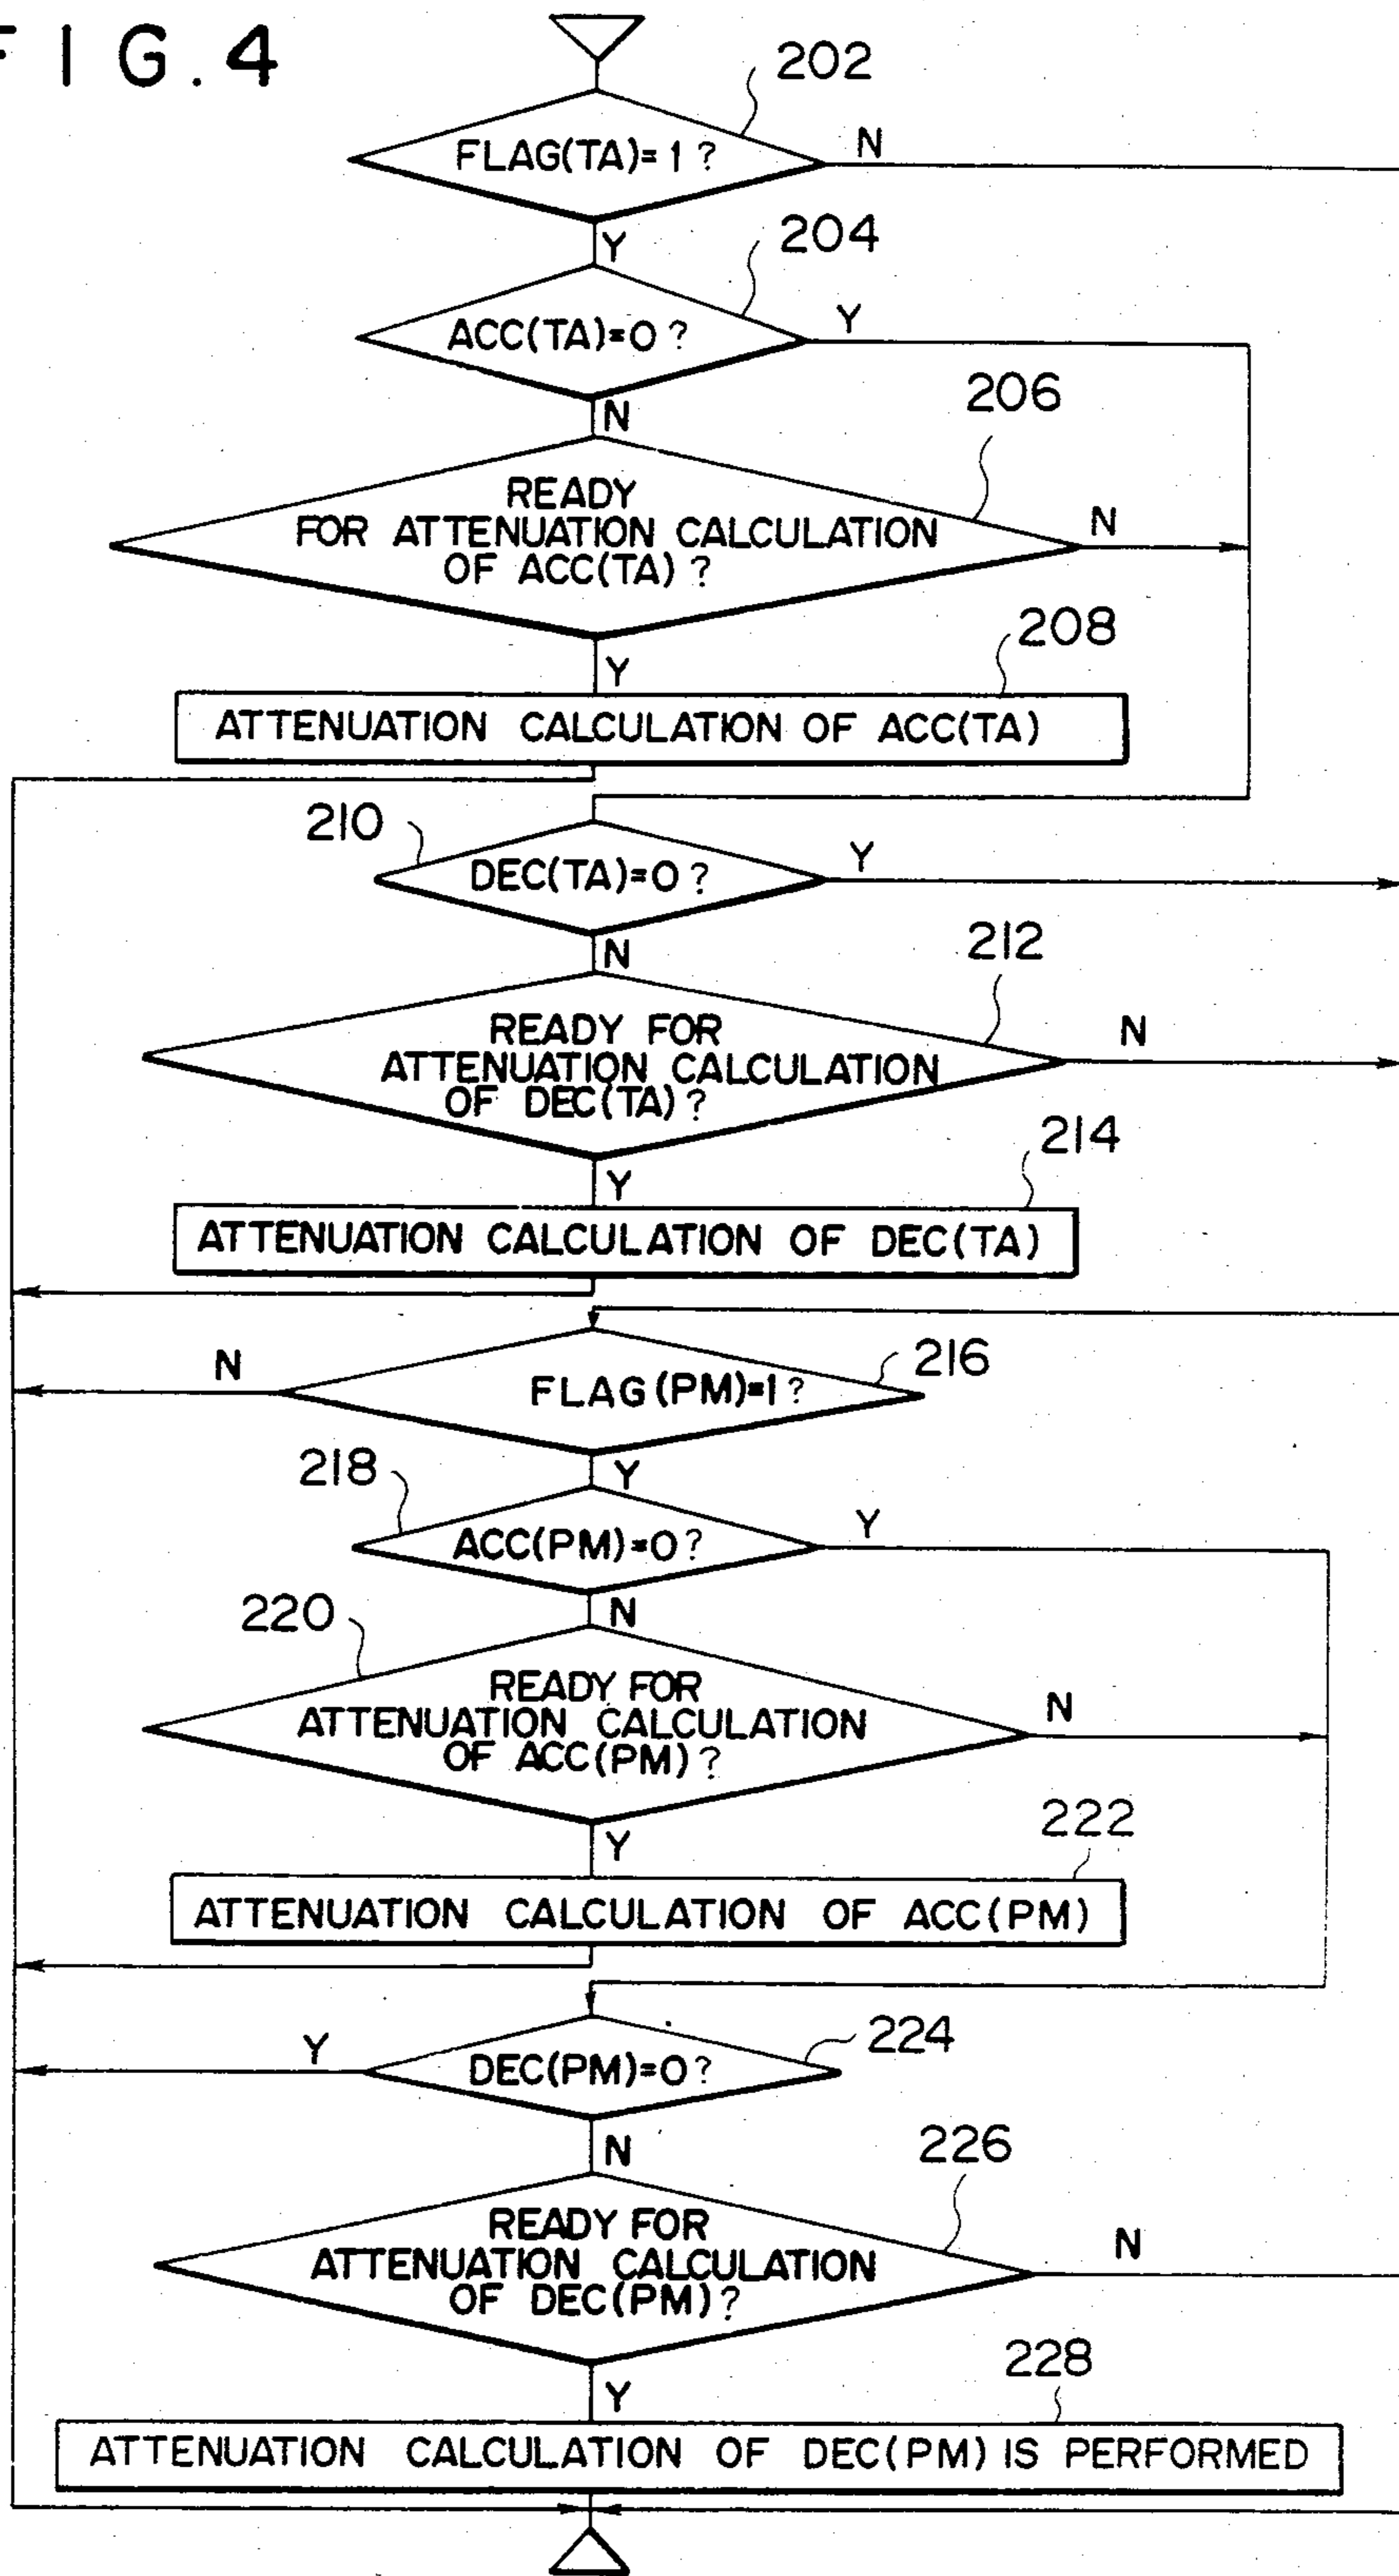 FIG.4
202
FLAG(TA)=1?
N
Y
204
ACC(TA)=0?
Y
N
206
READY
FOR ATTENUATION CALCULATION
OF ACC(TA)?
N
Y
208
ATTENUATION CALCULATION OF ACC(TA)
210
DEC(TA)=0?
Y
N
212
READY FOR
ATTENUATION CALCULATION
OF DEC(TA)?
N
Y
214
ATTENUATION CALCULATION OF DEC(TA)
216
N
FLAG(PM)=1?
Y
218
ACC(PM)=0?
Y
N
220
READY FOR
ATTENUATION CALCULATION
OF ACC(PM)?
N
Y
222
ATTENUATION CALCULATION OF ACC(PM)
224
Y
DEC(PM)=0?
N
226
READY FOR
ATTENUATION CALCULATION
OF DEC(PM)?
N
Y
228
ATTENUATION CALCULATION OF DEC(PM) IS PERFORMED